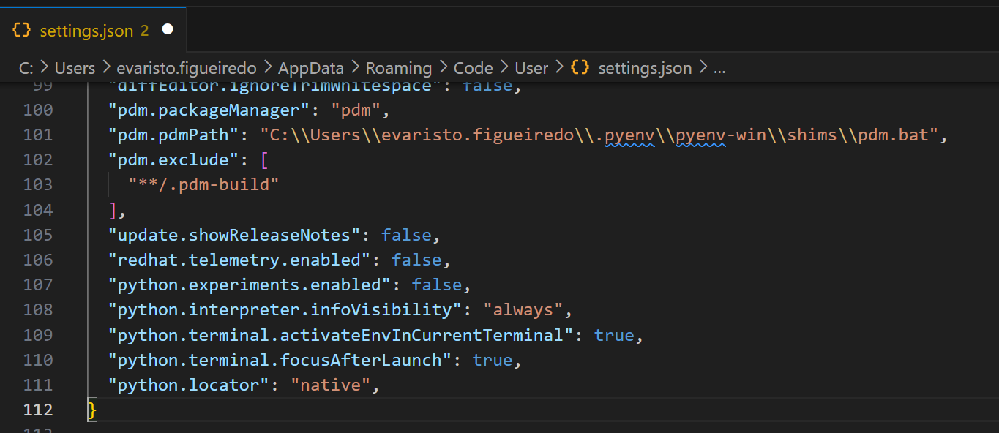 {} settings.json 2
C: > Users > evaristo.figueiredo > AppData > Roaming > Code > User > {} settings.json > ...
99 "diffEditor.ignoreTrimWhitespace": false,
100 "pdm.packageManager": "pdm",
101 "pdm.pdmPath": "C:\\Users\\evaristo.figueiredo\\.pyenv\\pyenv-win\\shims\\pdm.bat",
102 "pdm.exclude": [
103 "**/.pdm-build"
104 ],
105 "update.showReleaseNotes": false,
106 "redhat.telemetry.enabled": false,
107 "python.experiments.enabled": false,
108 "python.interpreter.infoVisibility": "always",
109 "python.terminal.activateEnvInCurrentTerminal": true,
110 "python.terminal.focusAfterLaunch": true,
111 "python.locator": "native",
112 }
113